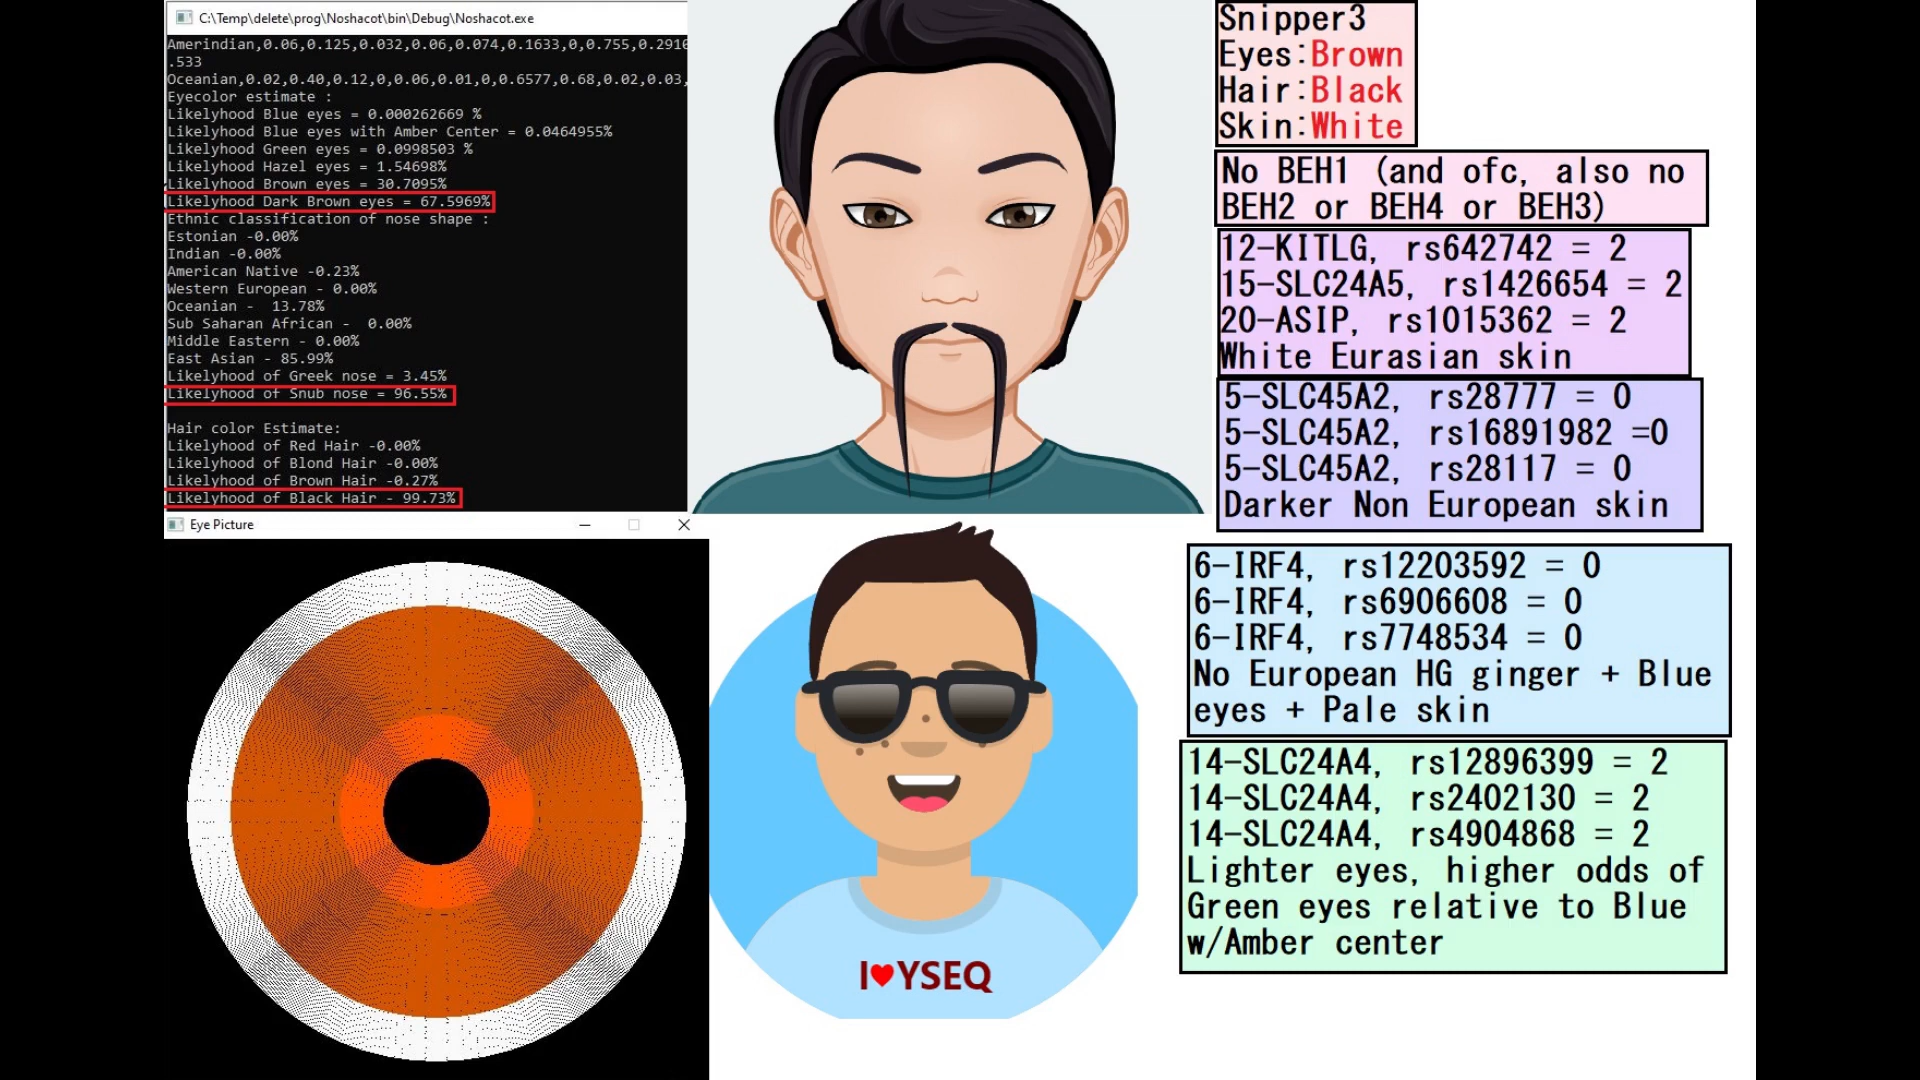 C:\Temp\delete\prog\Noshacot\bin\Debug\Noshacot.exe
Amerindian,0.06,0.125,0.032,0.06,0.074,0.1633,0,0.755,0.2910
.533
Oceanian,0.02,0.40,0.12,0,0.06,0.01,0,0.6577,0.68,0.02,0.03,
Eyecolor estimate :
Likelyhood Blue eyes = 0.000262669 %
Likelyhood Blue eyes with Amber Center = 0.0464955%
Likelyhood Green eyes = 0.0998503 %
Likelyhood Hazel eyes = 1.54698%
Likelyhood Brown eyes = 30.7095%
Likelyhood Dark Brown eyes = 67.5969%
Ethnic classification of nose shape :
Estonian -0.00%
Indian -0.00%
American Native -0.23%
Western European - 0.00%
Oceanian -  13.78%
Sub Saharan African -  0.00%
Middle Eastern - 0.00%
East Asian - 85.99%
Likelyhood of Greek nose = 3.45%
Likelyhood of Snub nose = 96.55%
Hair color Estimate:
Likelyhood of Red Hair -0.00%
Likelyhood of Blond Hair -0.00%
Likelyhood of Brown Hair -0.27%
Likelyhood of Black Hair - 99.73%
Eye Picture
I❤YSEQ
Snipper3
Eyes:Brown
Hair:Black
Skin:White
No BEH1 (and ofc, also no
BEH2 or BEH4 or BEH3)
12-KITLG, rs642742 = 2
15-SLC24A5, rs1426654 = 2
20-ASIP, rs1015362 = 2
White Eurasian skin
5-SLC45A2, rs28777 = 0
5-SLC45A2, rs16891982 =0
5-SLC45A2, rs28117 = 0
Darker Non European skin
6-IRF4, rs12203592 = 0
6-IRF4, rs6906608 = 0
6-IRF4, rs7748534 = 0
No European HG ginger + Blue
eyes + Pale skin
14-SLC24A4, rs12896399 = 2
14-SLC24A4, rs2402130 = 2
14-SLC24A4, rs4904868 = 2
Lighter eyes, higher odds of
Green eyes relative to Blue
w/Amber center